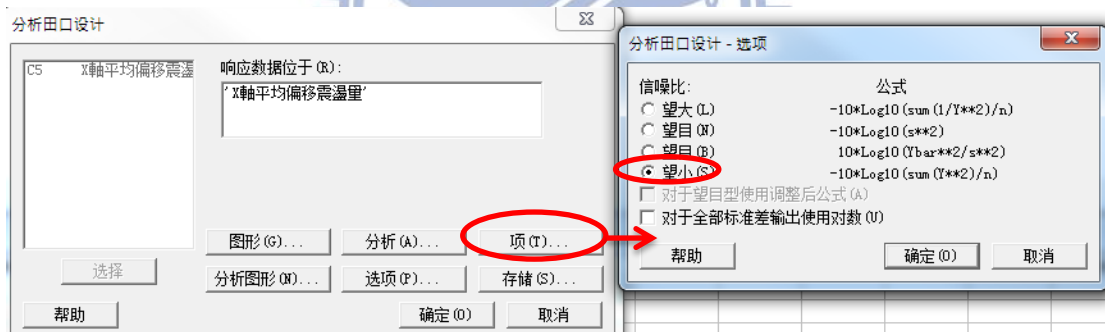 分析田口设计
C5 X軸平均偏移震盪
响应数据位于(R):
'X軸平均偏移震盪量'
图形(G)... 分析(A)... 项(T)...
选择
分析图形(N)... 选项(P)... 存储(S)...
帮助 确定(O) 取消
分析田口设计 - 选项
信噪比: 公式
望大(L) -10*Log10(sum(1/Y**2)/n)
望目(N) -10*Log10(s**2)
望目(B) 10*Log10(Ybar**2/s**2)
望小(S) -10*Log10(sum(Y**2)/n)
对于望目型使用调整后公式(A)
对于全部标准差输出使用对数(U)
帮助 确定(O) 取消